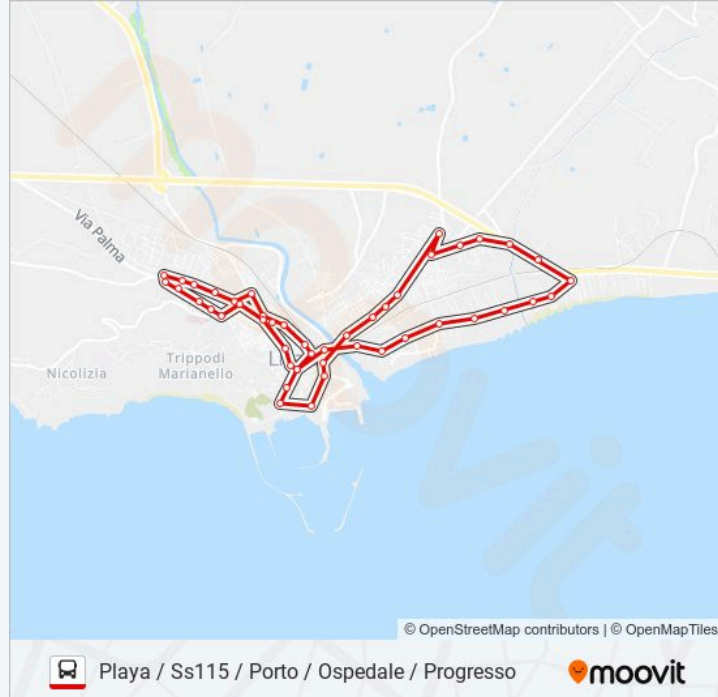 Via Palma
Trippodi
Marianello
Nicolizia
© OpenStreetMap contributors | © OpenMapTiles
Playa / Ss115 / Porto / Ospedale / Progresso
moovit